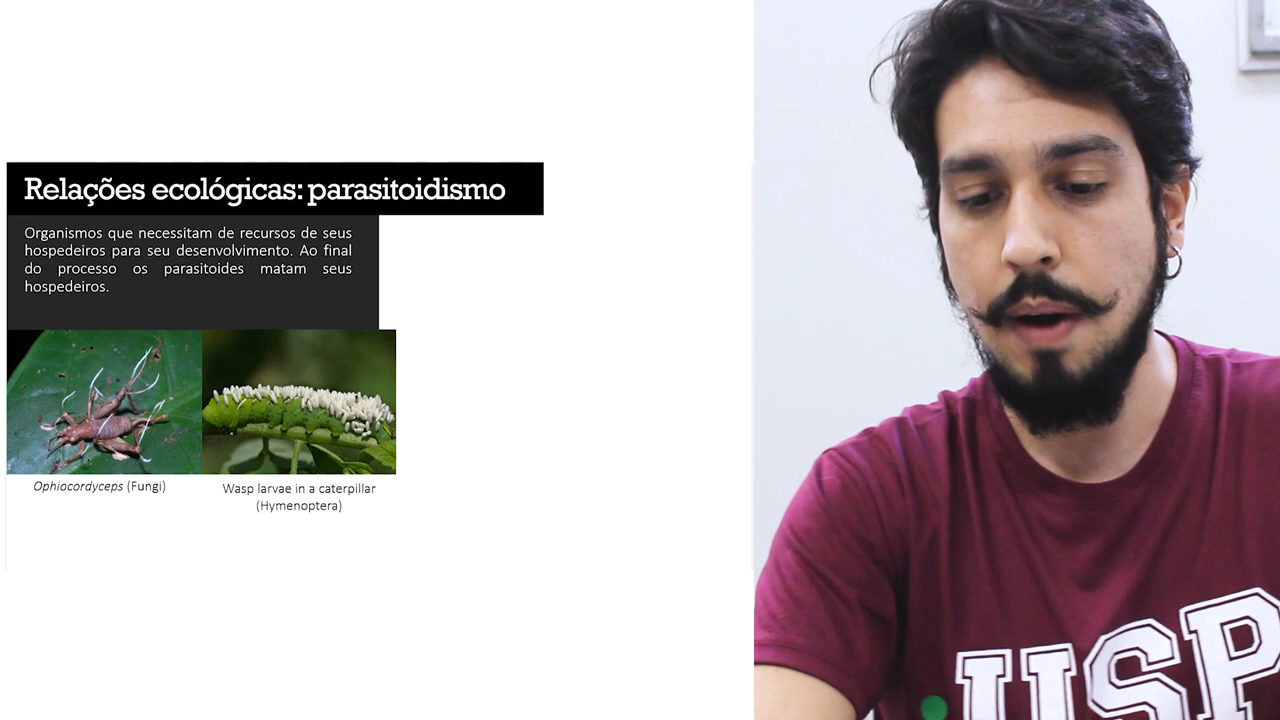 Relações ecológicas: parasitoidismo
Organismos que necessitam de recursos de seus
hospedeiros para seu desenvolvimento. Ao final
do processo os parasitoides matam seus
hospedeiros.
Ophiocordyceps (Fungi)
Wasp larvae in a caterpillar
(Hymenoptera)
USP